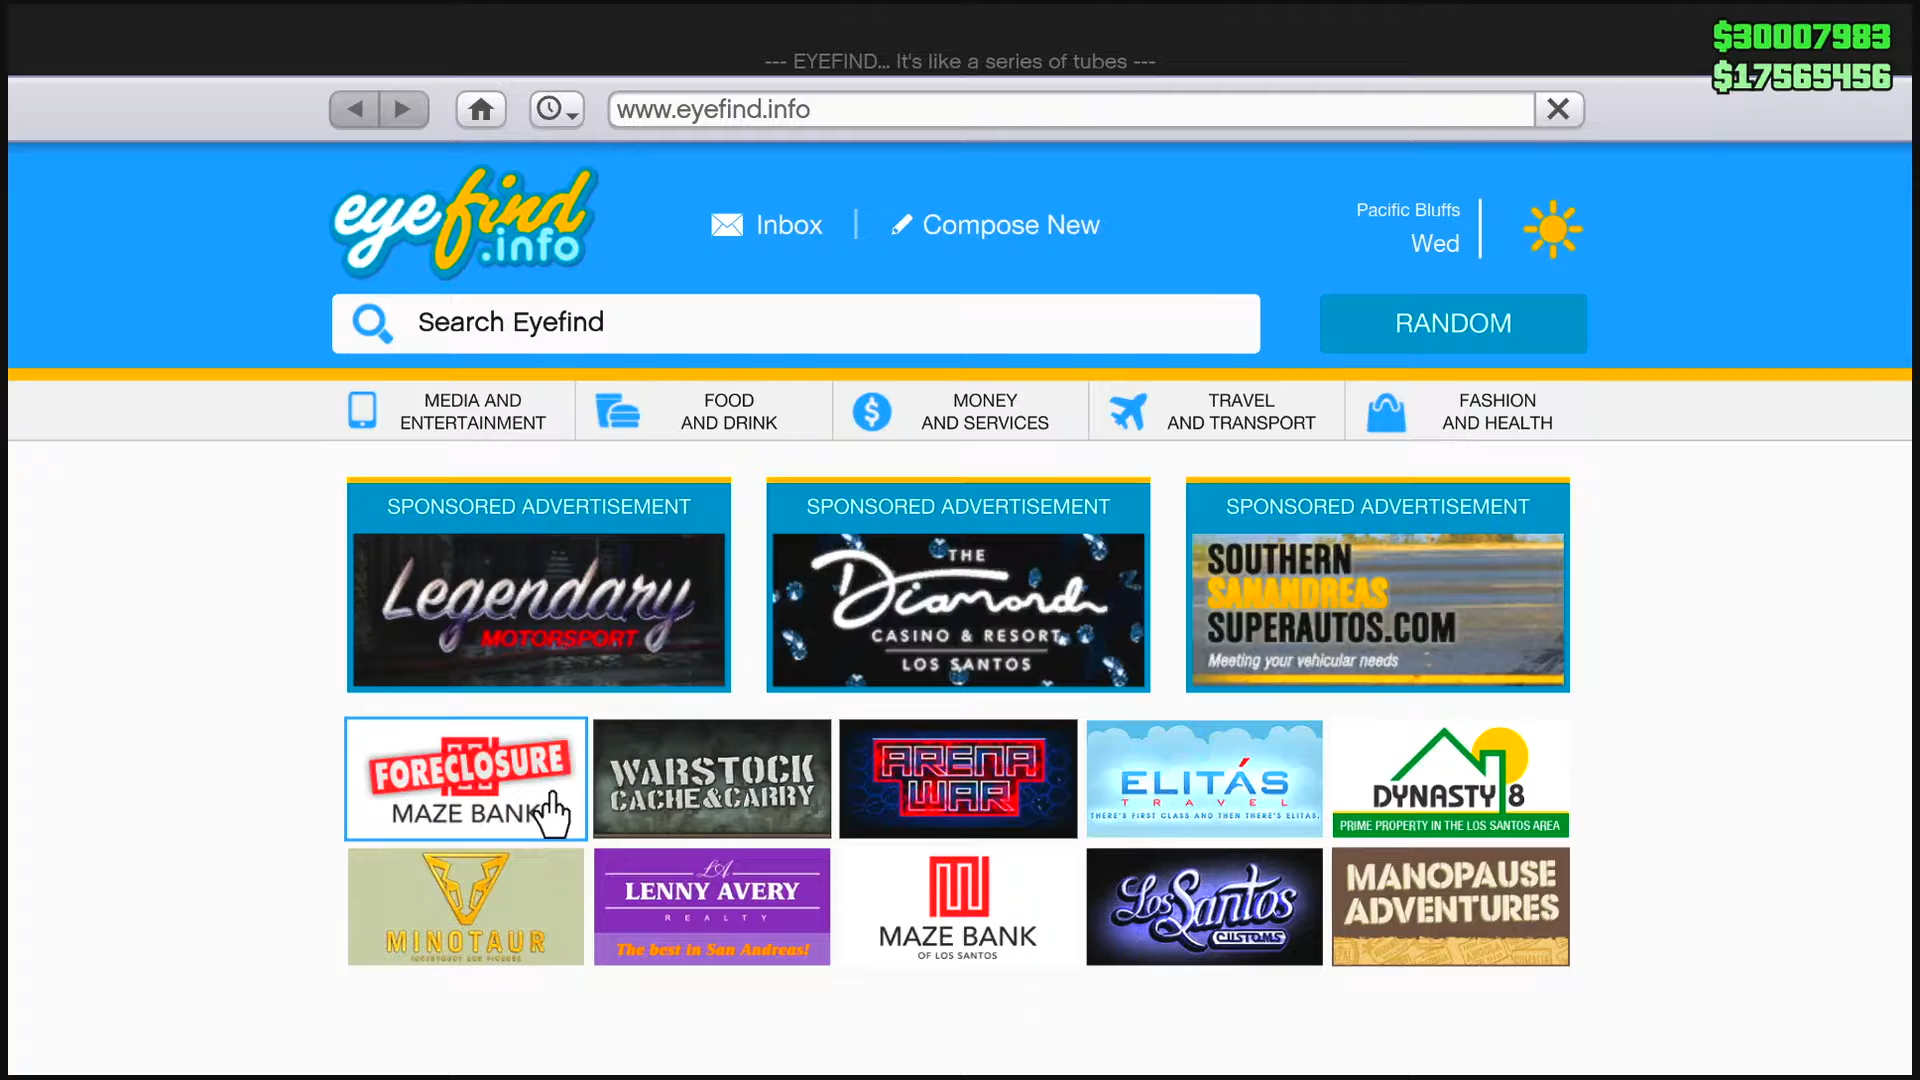 $30007983
--- EYEFIND... It's like a series of tubes ---
$17565456
www.eyefind.info
eyefind
.info
Inbox
Compose New
Pacific Bluffs
Wed
Search Eyefind
RANDOM
MEDIA AND
ENTERTAINMENT
FOOD
AND DRINK
MONEY
AND SERVICES
TRAVEL
AND TRANSPORT
FASHION
AND HEALTH
SPONSORED ADVERTISEMENT
Legendary
MOTORSPORT
SPONSORED ADVERTISEMENT
THE
Diamond
CASINO & RESORT
LOS SANTOS
SPONSORED ADVERTISEMENT
SOUTHERN
SANANDREAS
SUPERAUTOS.COM
Meeting your vehicular needs
FORECLOSURE
MAZE BANK
WARSTOCK
CACHE&CARRY
ARENA
WAR
ELITÁS
TRAVEL
THERE'S FIRST CLASS AND THEN THERE'S ELITAS.
DYNASTY 8
PRIME PROPERTY IN THE LOS SANTOS AREA
MINOTAUR
LA
LENNY AVERY
REALTY
The best in San Andreas!
MAZE BANK
OF LOS SANTOS
Los Santos
CUSTOMS
MANOPAUSE
ADVENTURES